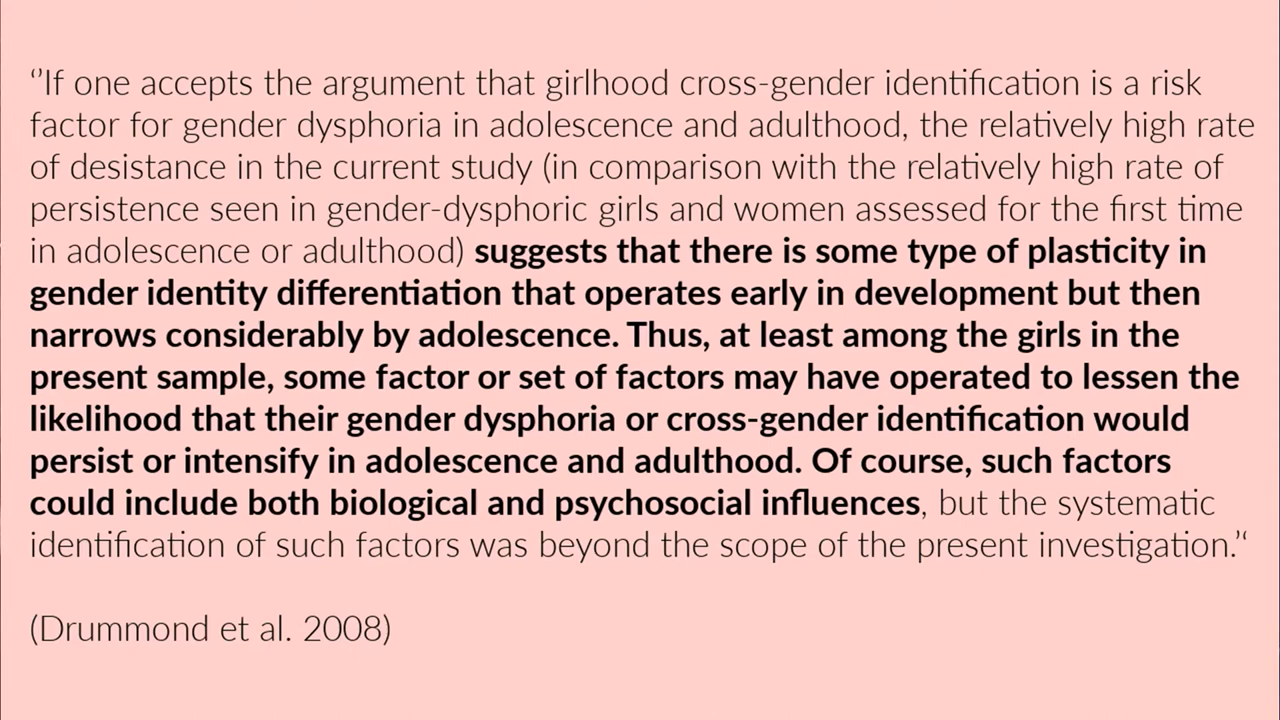 ‘’If one accepts the argument that girlhood cross-gender identification is a risk
factor for gender dysphoria in adolescence and adulthood, the relatively high rate
of desistance in the current study (in comparison with the relatively high rate of
persistence seen in gender-dysphoric girls and women assessed for the first time
in adolescence or adulthood) suggests that there is some type of plasticity in
gender identity differentiation that operates early in development but then
narrows considerably by adolescence. Thus, at least among the girls in the
present sample, some factor or set of factors may have operated to lessen the
likelihood that their gender dysphoria or cross-gender identification would
persist or intensify in adolescence and adulthood. Of course, such factors
could include both biological and psychosocial influences, but the systematic
identification of such factors was beyond the scope of the present investigation.’‘
(Drummond et al. 2008)